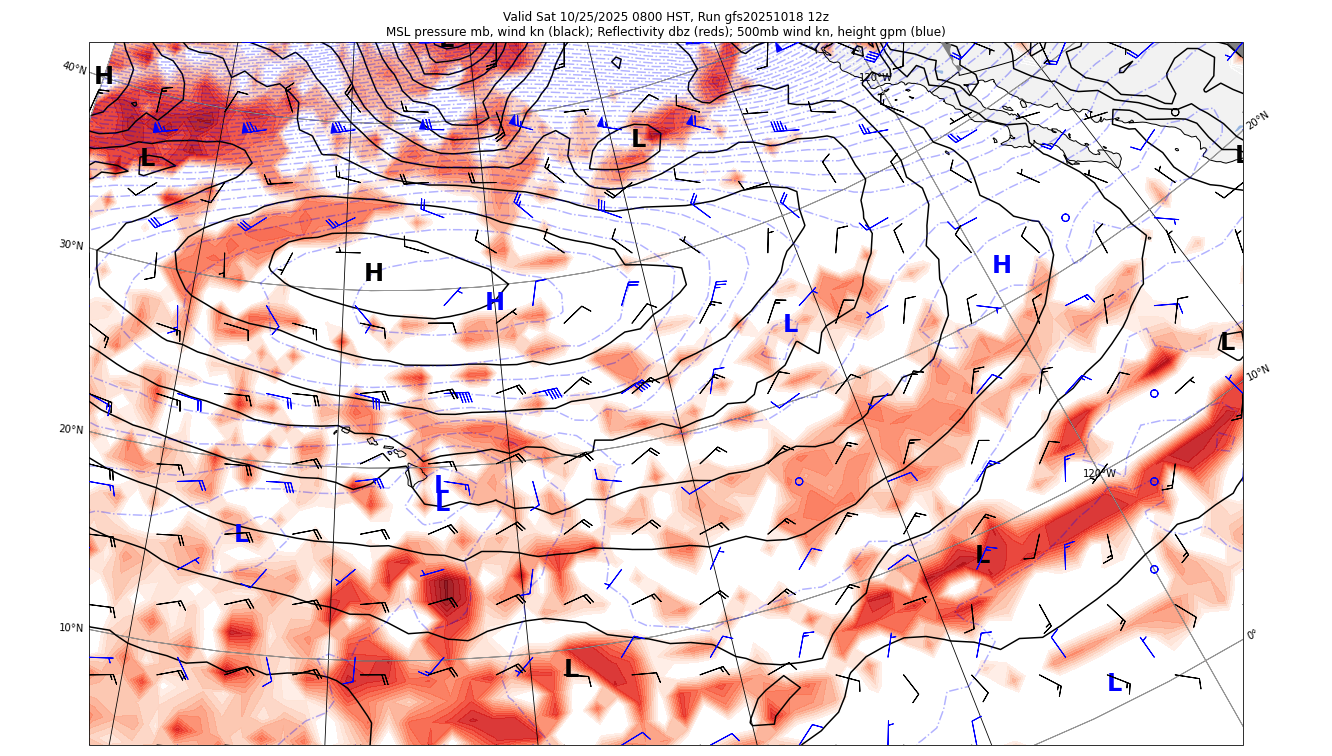 Valid Sat 10/25/2025 0800 HST, Run gfs20251018 12z
MSL pressure mb, wind kn (black); Reflectivity dbz (reds); 500mb wind kn, height gpm (blue)
L
40°N
H
120°W
20°N
L
L
L
30°N
H
H
H
L
L
10°N
20°N
L
L
120°W
L
L
10°N
0°
L
L